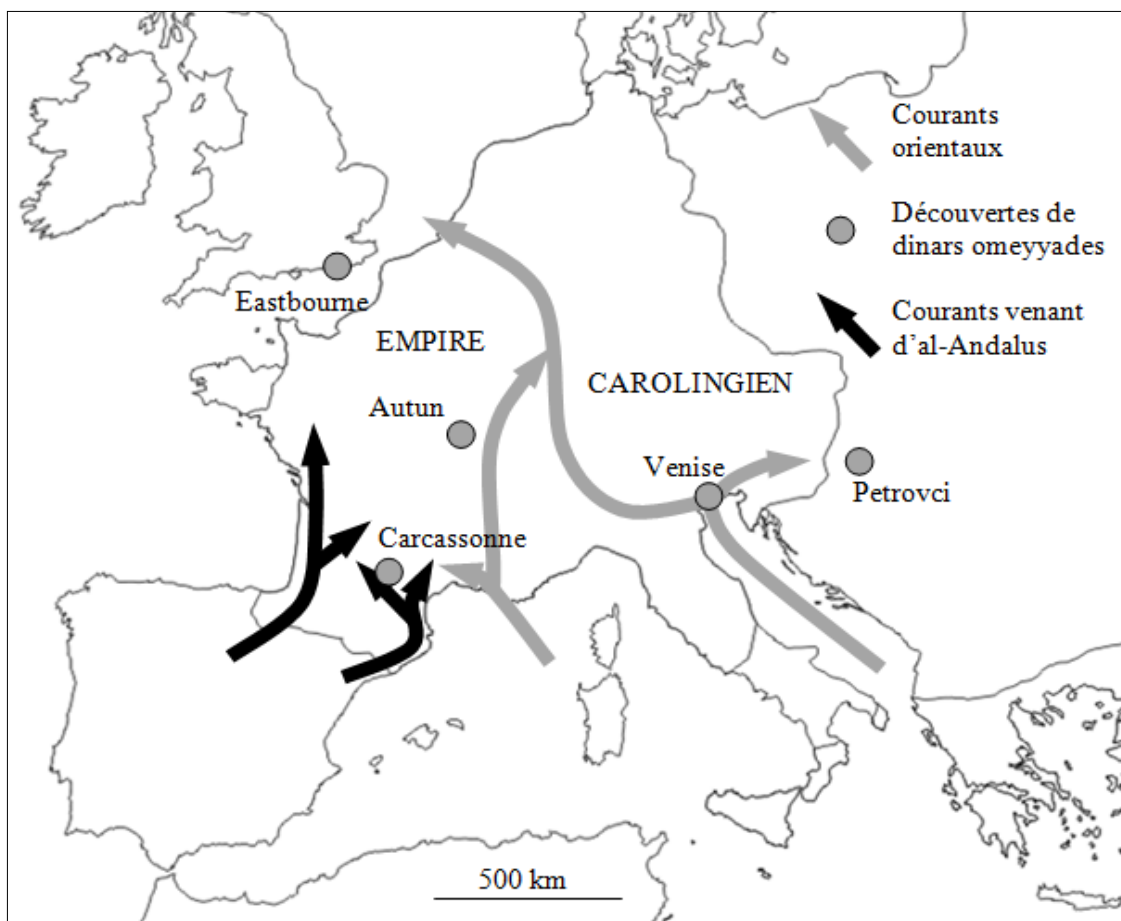 Courants
orientaux
Découvertes de
dinars omeyyades
Eastbourne
Courants venant
d'al-Andalus
EMPIRE
CAROLINGIEN
Autun
Venise
Petrovci
Carcassonne
500 km